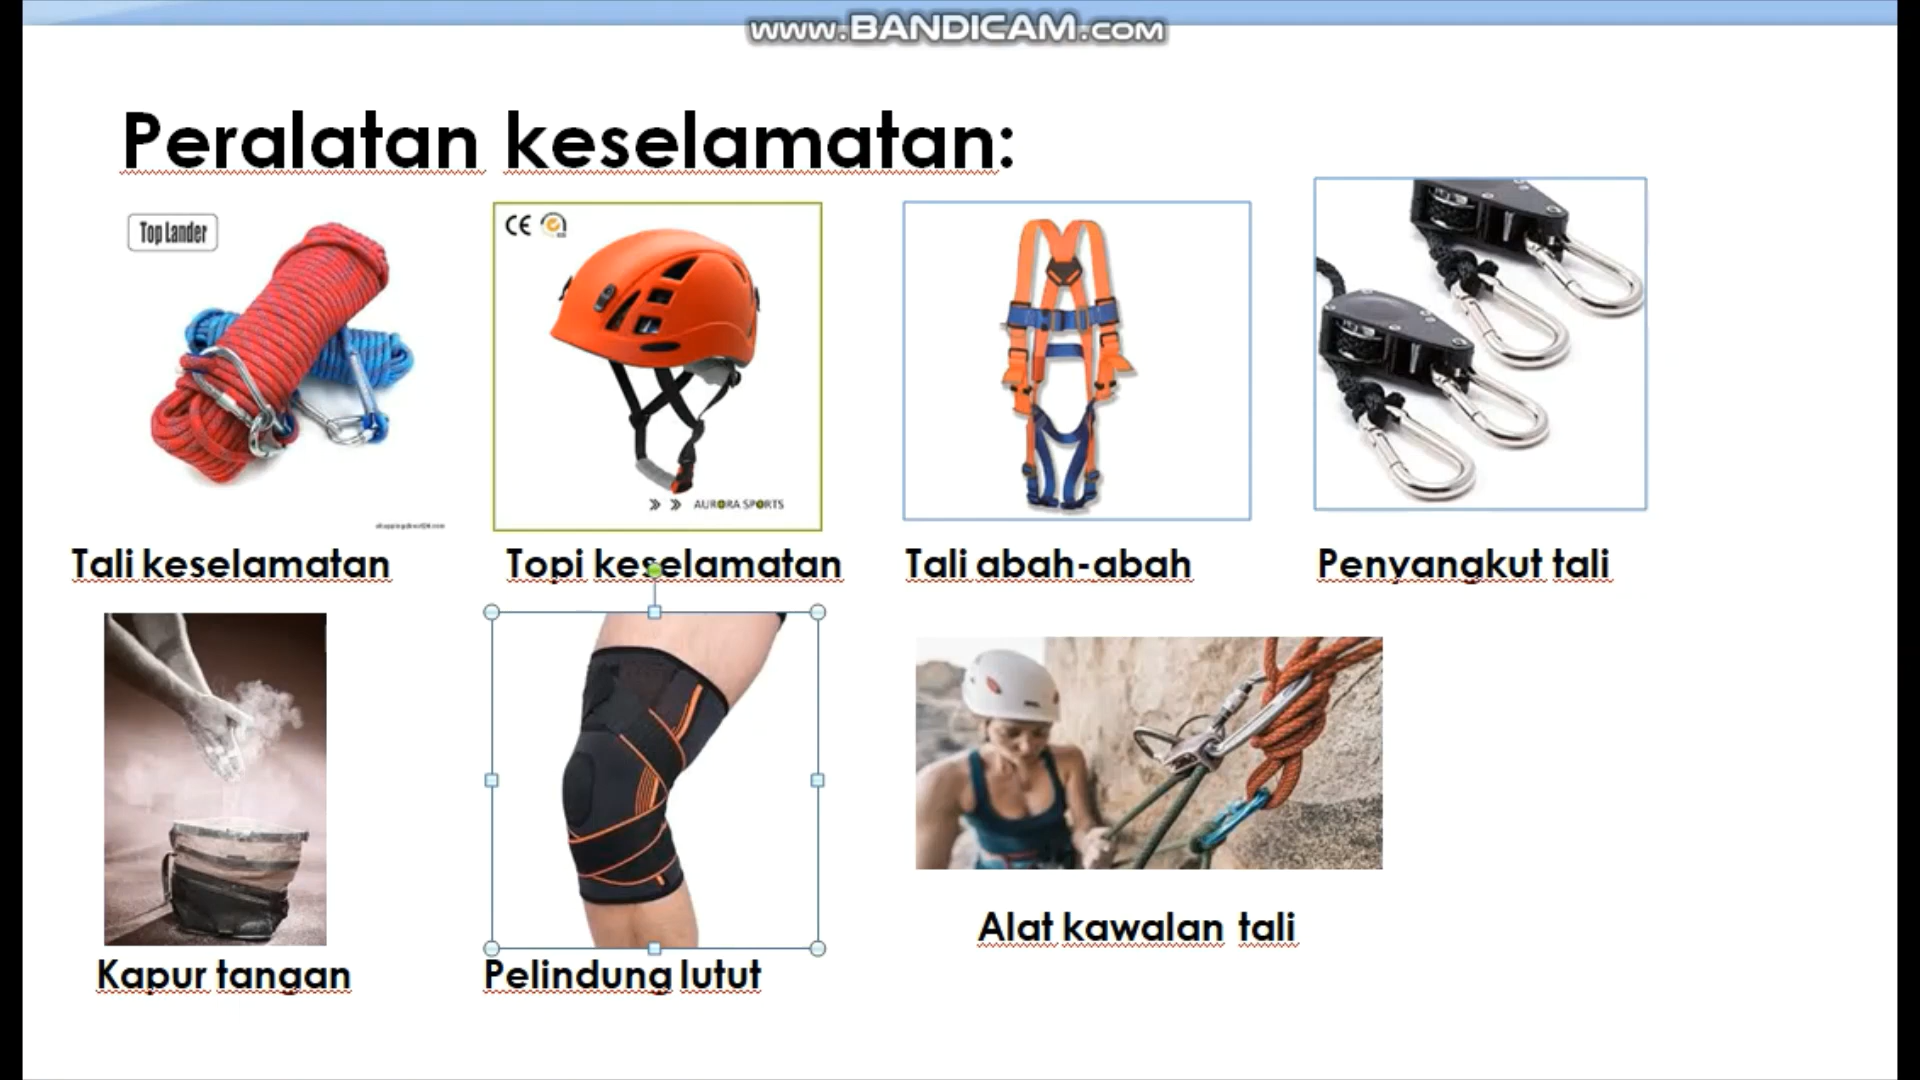 www.BANDICAM.com
Peralatan keselamatan:
Top Lander
CE
AURORA SPORTS
Tali keselamatan
Topi keselamatan
Tali abah-abah
Penyangkut tali
Kapur tangan
Pelindung lutut
Alat kawalan tali